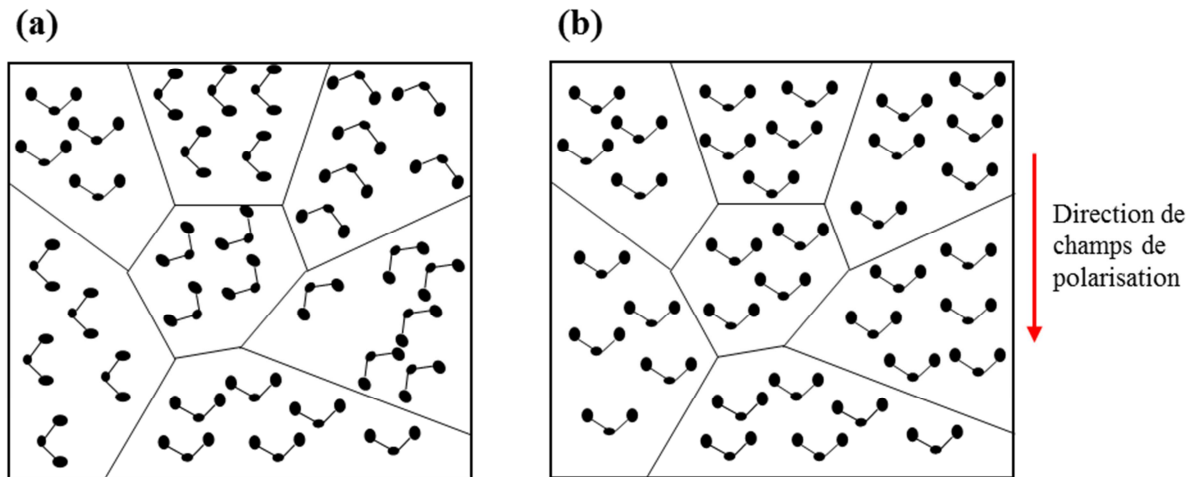 (a)
(b)
Direction de
champs de
polarisation